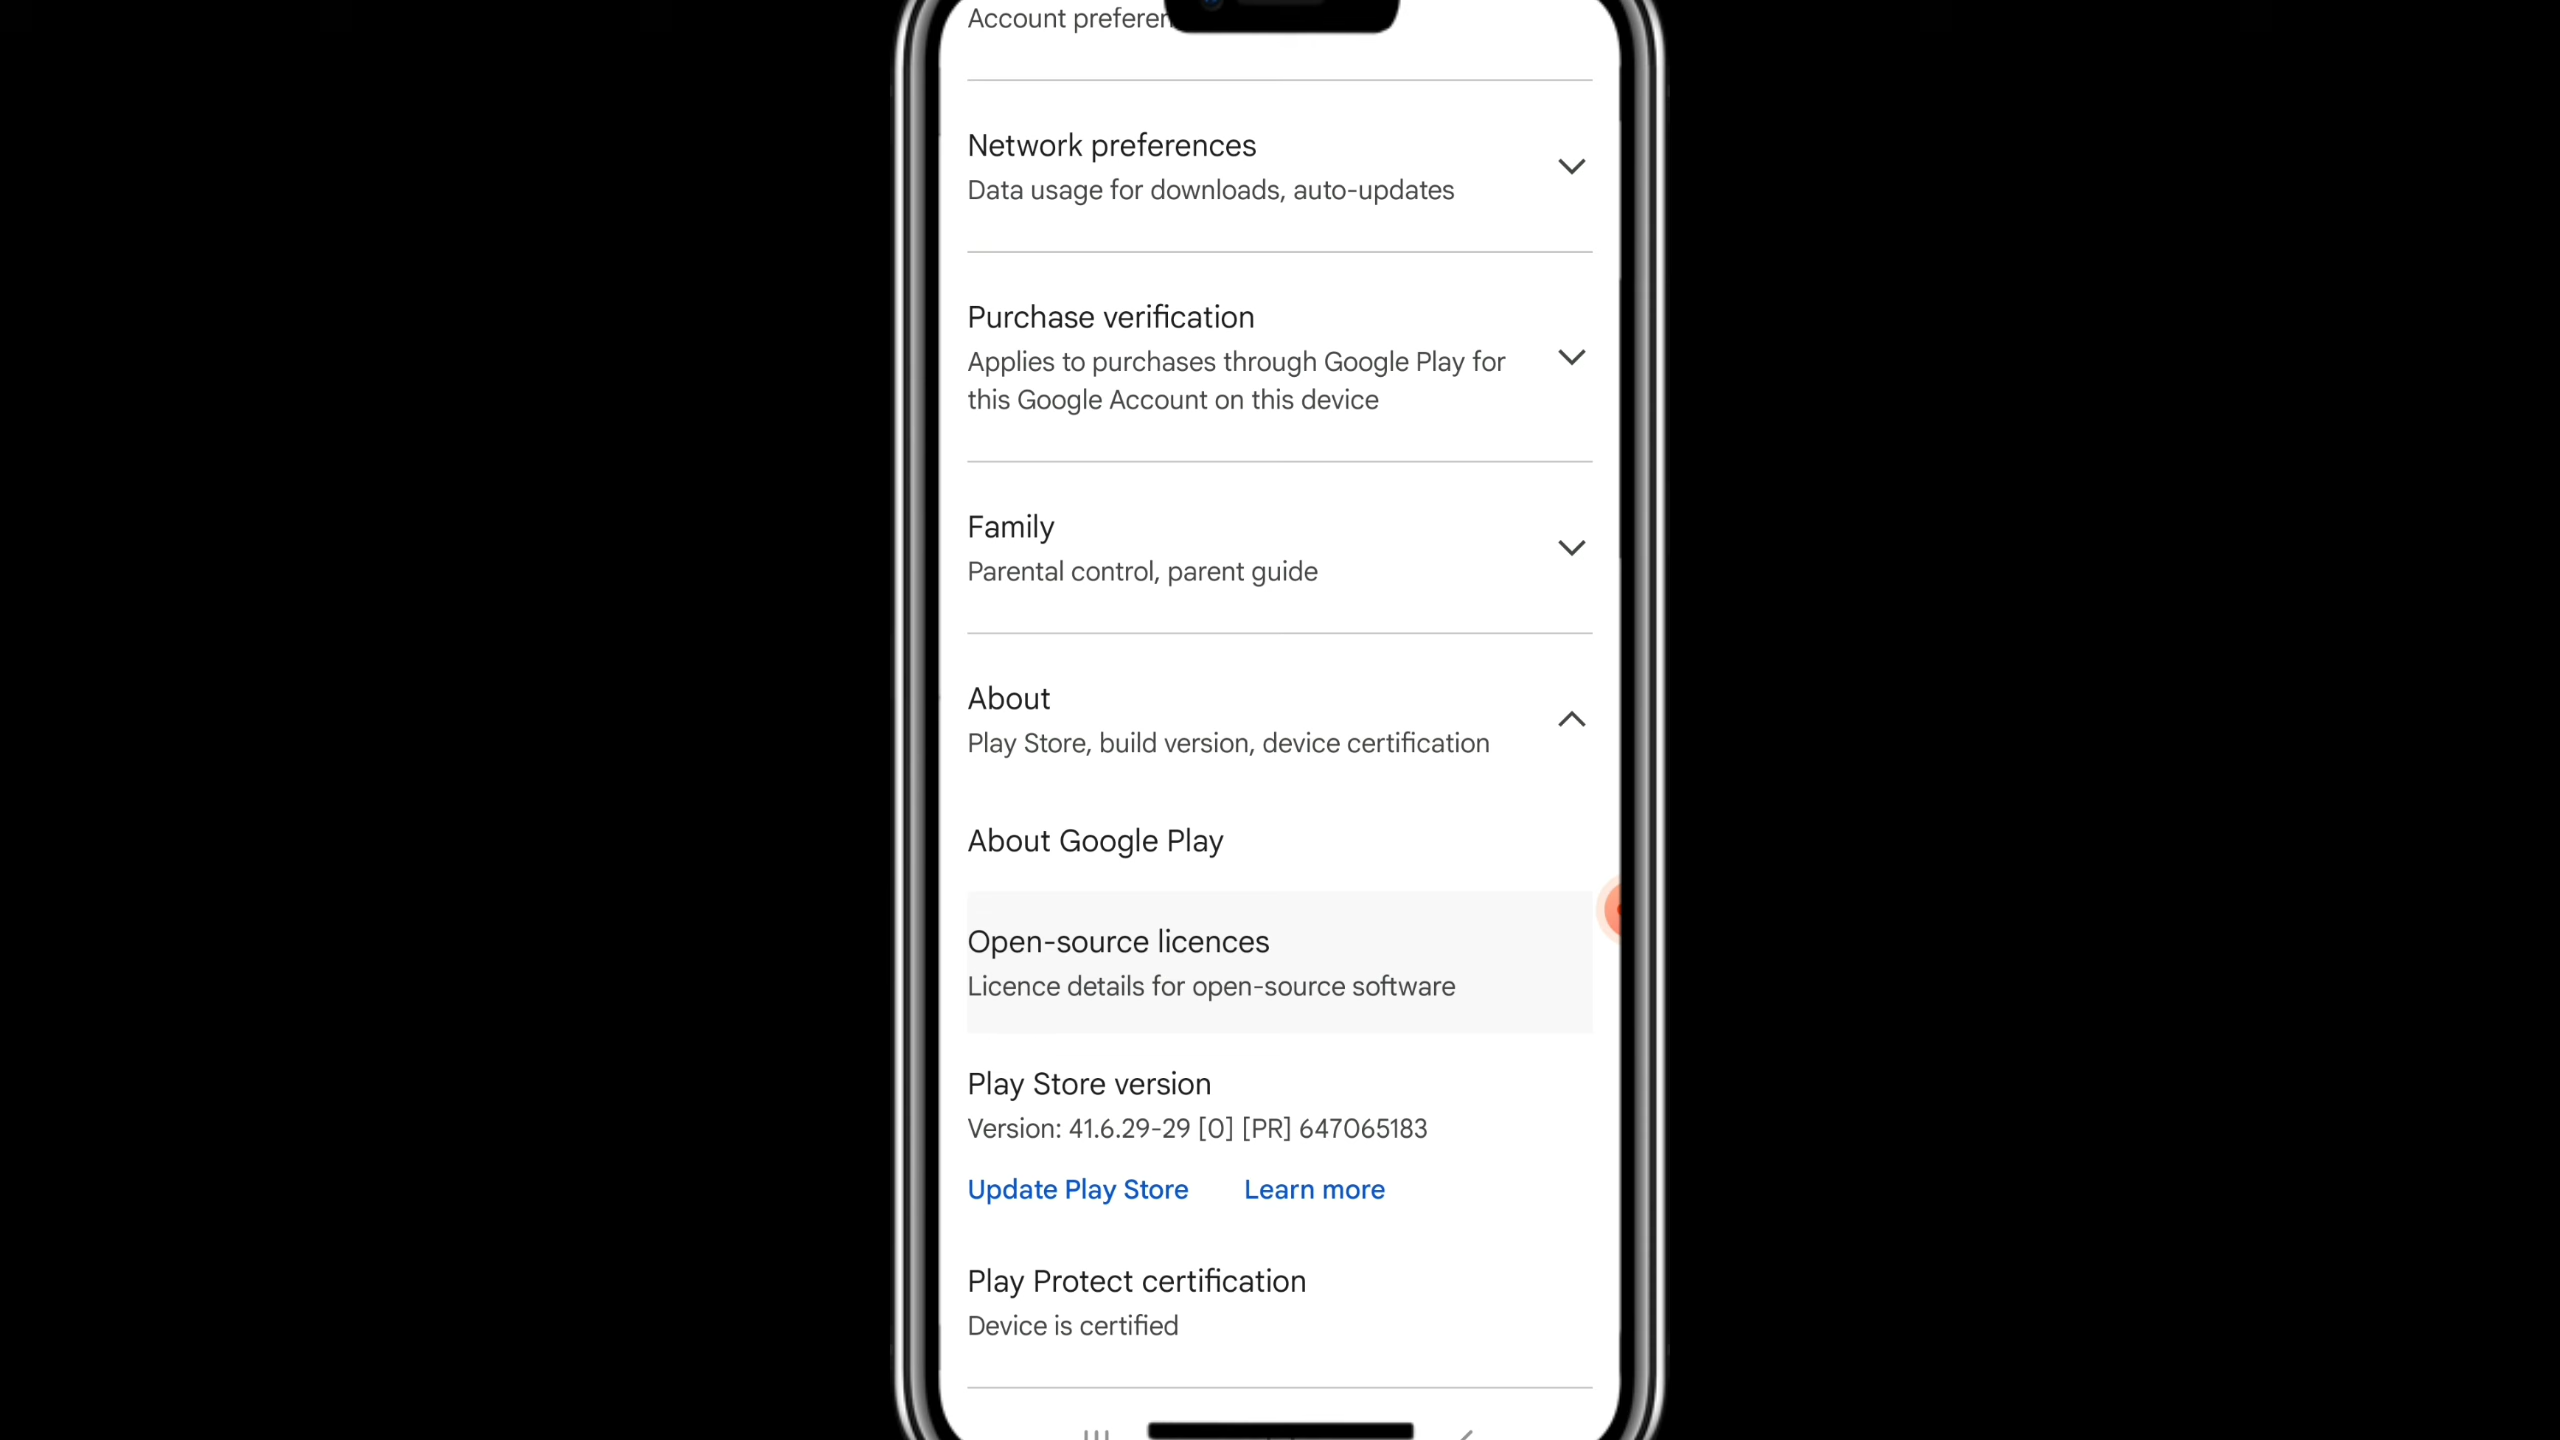 Account preferen
Network preferences
Data usage for downloads, auto-updates
Purchase verification
Applies to purchases through Google Play for
this Google Account on this device
Family
Parental control, parent guide
About
Play Store, build version, device certification
About Google Play
Open-source licences
Licence details for open-source software
Play Store version
Version: 41.6.29-29 [0] [PR] 647065183
Update Play Store Learn more
Play Protect certification
Device is certified